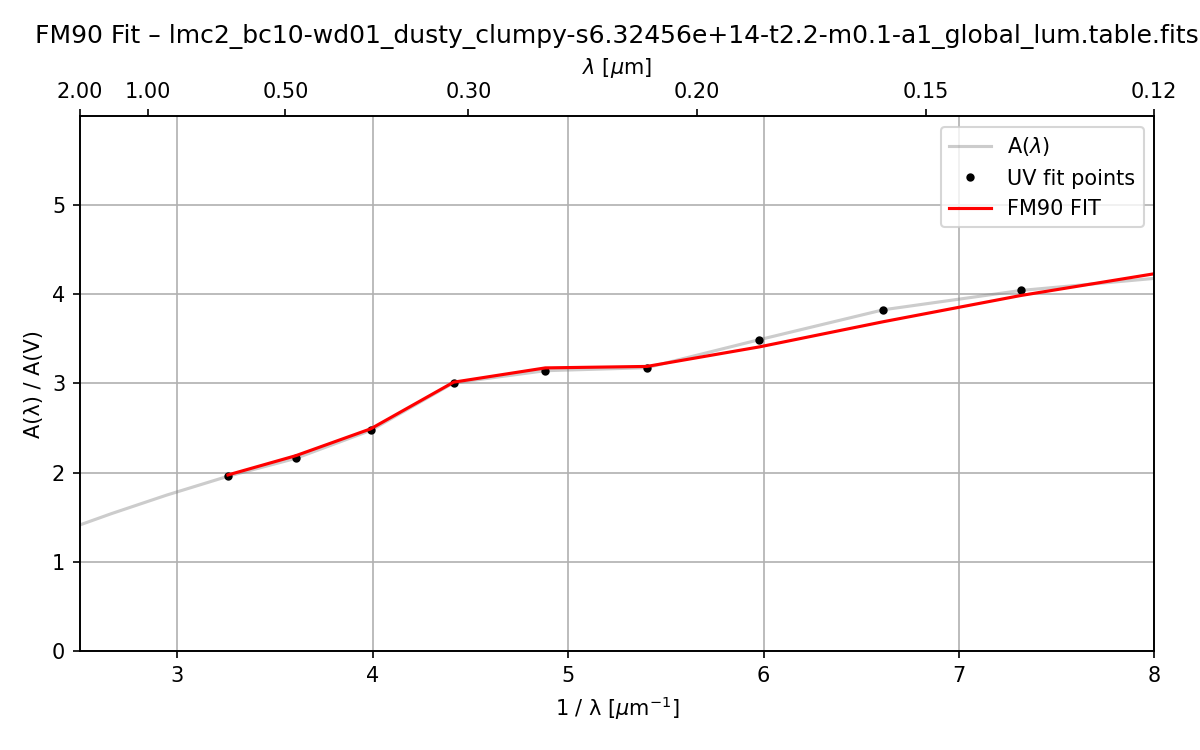 FM90 Fit – lmc2_bc10-wd01_dusty_clumpy-s6.32456e+14-t2.2-m0.1-a1_global_lum.table.fits
λ [μm]
2.00 1.00 0.50 0.30 0.20 0.15 0.12
A(λ)
UV fit points
FM90 FIT
A(λ) / A(V)
5
4
3
2
1
0
3 4 5 6 7 8
1 / λ [μm⁻¹]